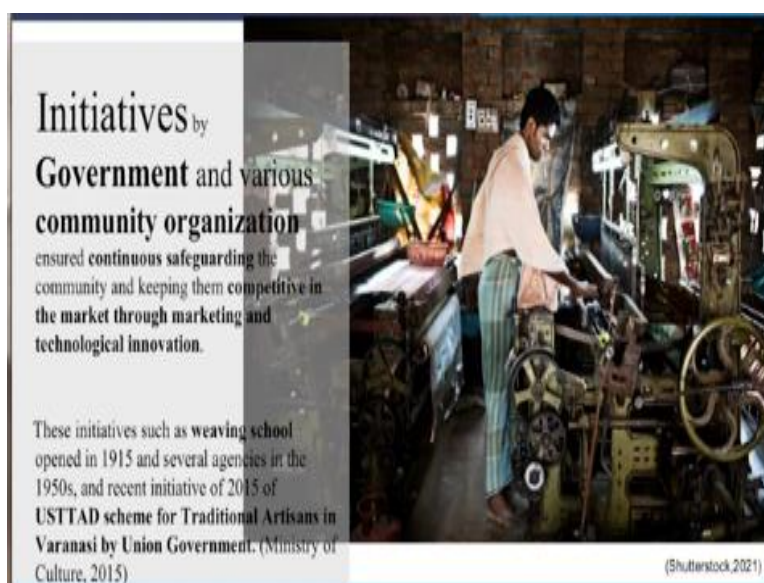 Initiatives by
Government and various
community organization
ensured continuous safeguarding the
community and keeping them competitive in
the market through marketing and
technological innovation.
These initiatives such as weaving school
opened in 1915 and several agencies in the
1950s, and recent initiative of 2015 of
USTTAD scheme for Traditional Artisans in
Varanasi by Union Government. (Ministry of
Culture, 2015)
(Shutterstock,2021)